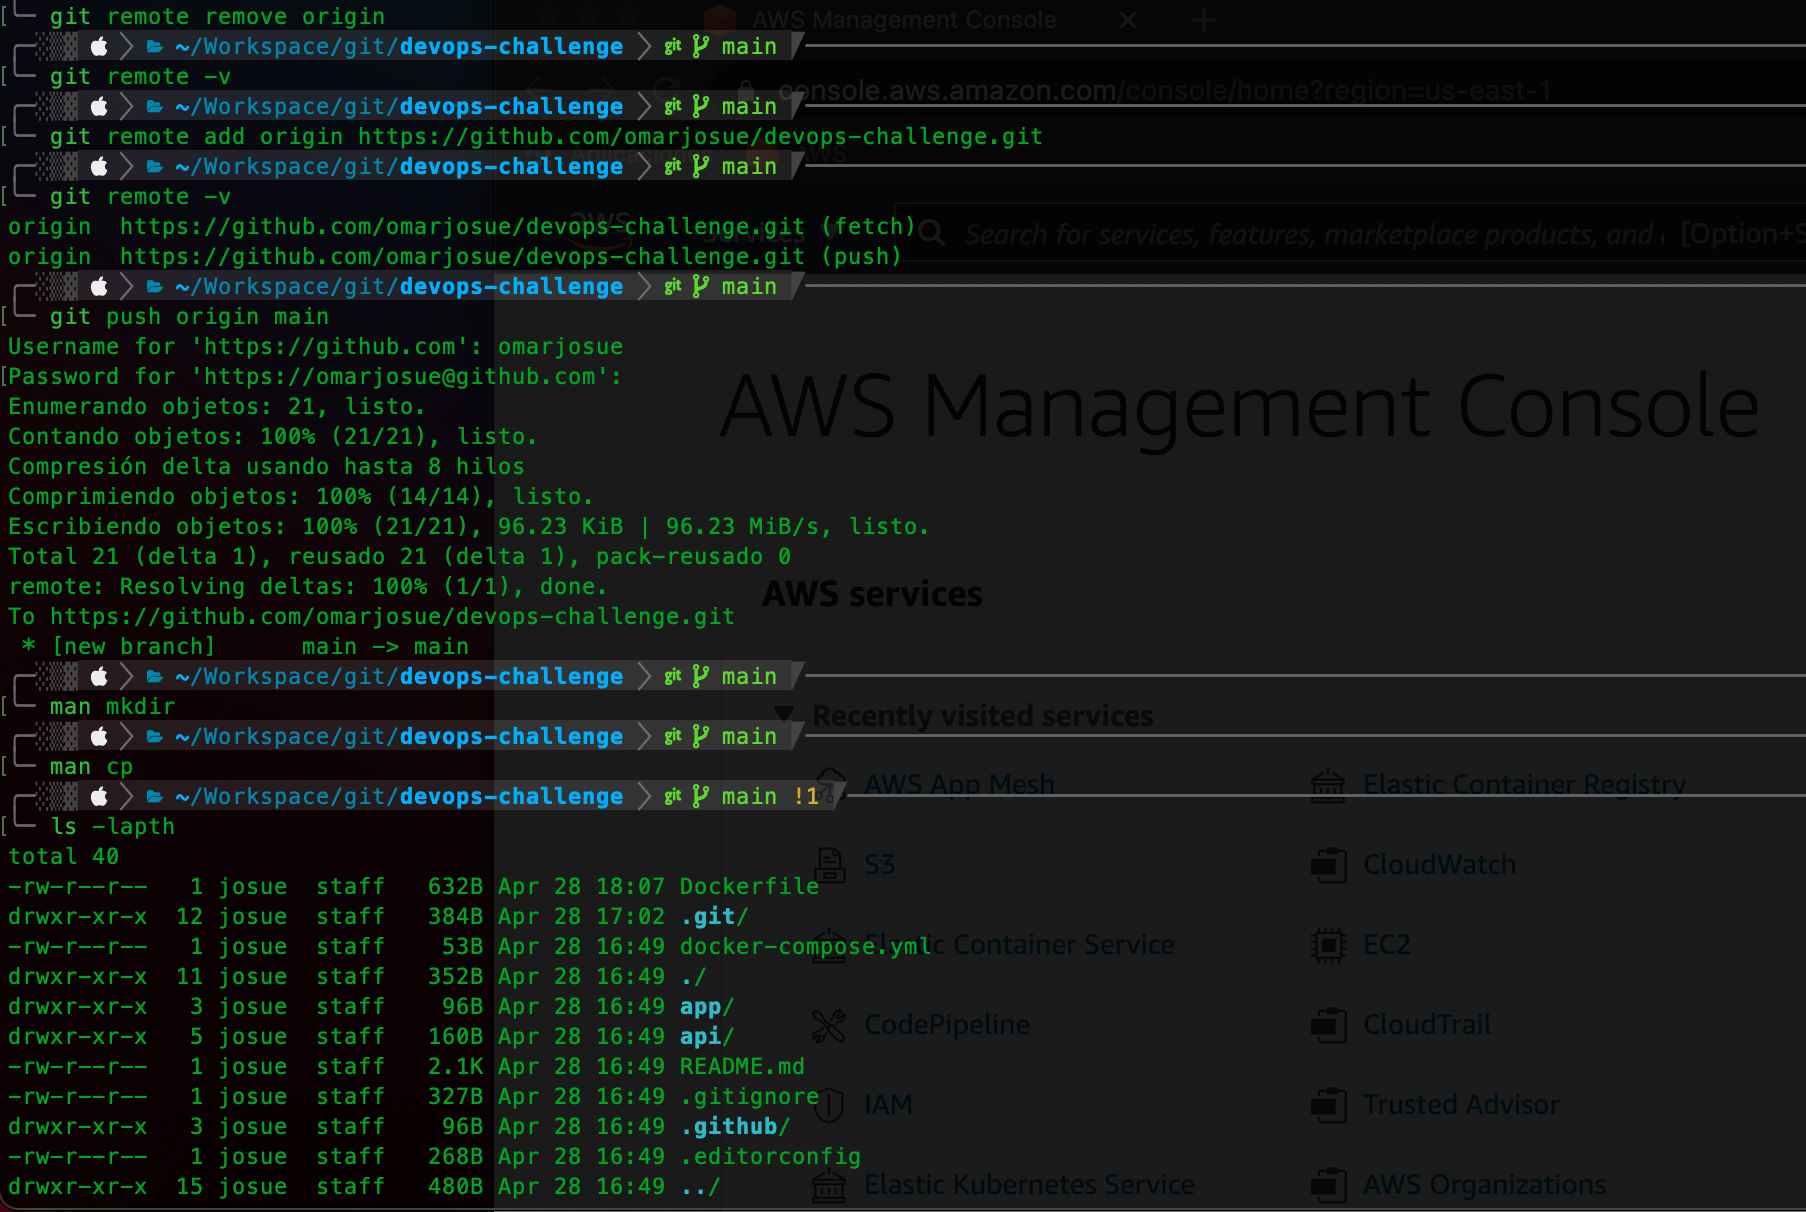 git remote remove origin
AWS Management Console
~/Workspace/git/devops-challenge git main
git remote -v
console.aws.amazon.com/console/home?region=us-east-1
~/Workspace/git/devops-challenge git main
git remote add origin https://github.com/omarjosue/devops-challenge.git
AWS
~/Workspace/git/devops-challenge git main
git remote -v
origin  https://github.com/omarjosue/devops-challenge.git (fetch)
aws
Services
Search for services, features, marketplace products, and
[Option+S
origin  https://github.com/omarjosue/devops-challenge.git (push)
~/Workspace/git/devops-challenge git main
git push origin main
Username for 'https://github.com': omarjosue
Password for 'https://omarjosue@github.com':
AWS Management Console
Enumerando objetos: 21, listo.
Contando objetos: 100% (21/21), listo.
Compresión delta usando hasta 8 hilos
Comprimiendo objetos: 100% (14/14), listo.
Escribiendo objetos: 100% (21/21), 96.23 KiB | 96.23 MiB/s, listo.
Total 21 (delta 1), reusado 21 (delta 1), pack-reusado 0
remote: Resolving deltas: 100% (1/1), done.
AWS services
To https://github.com/omarjosue/devops-challenge.git
* [new branch]      main -> main
~/Workspace/git/devops-challenge git main
man mkdir
Recently visited services
~/Workspace/git/devops-challenge git main
man cp
AWS App Mesh
Elastic Container Registry
~/Workspace/git/devops-challenge git main !1
ls -lapth
total 40
S3
CloudWatch
-rw-r--r--   1 josue  staff   632B Apr 28 18:07 Dockerfile
drwxr-xr-x  12 josue  staff   384B Apr 28 17:02 .git/
-rw-r--r--   1 josue  staff    53B Apr 28 16:49 docker-compose.yml
Elastic Container Service
EC2
drwxr-xr-x  11 josue  staff   352B Apr 28 16:49 ./
drwxr-xr-x   3 josue  staff    96B Apr 28 16:49 app/
CodePipeline
CloudTrail
drwxr-xr-x   5 josue  staff   160B Apr 28 16:49 api/
-rw-r--r--   1 josue  staff   2.1K Apr 28 16:49 README.md
-rw-r--r--   1 josue  staff   327B Apr 28 16:49 .gitignore
IAM
Trusted Advisor
drwxr-xr-x   3 josue  staff    96B Apr 28 16:49 .github/
-rw-r--r--   1 josue  staff   268B Apr 28 16:49 .editorconfig
drwxr-xr-x  15 josue  staff   480B Apr 28 16:49 ../
Elastic Kubernetes Service
AWS Organizations